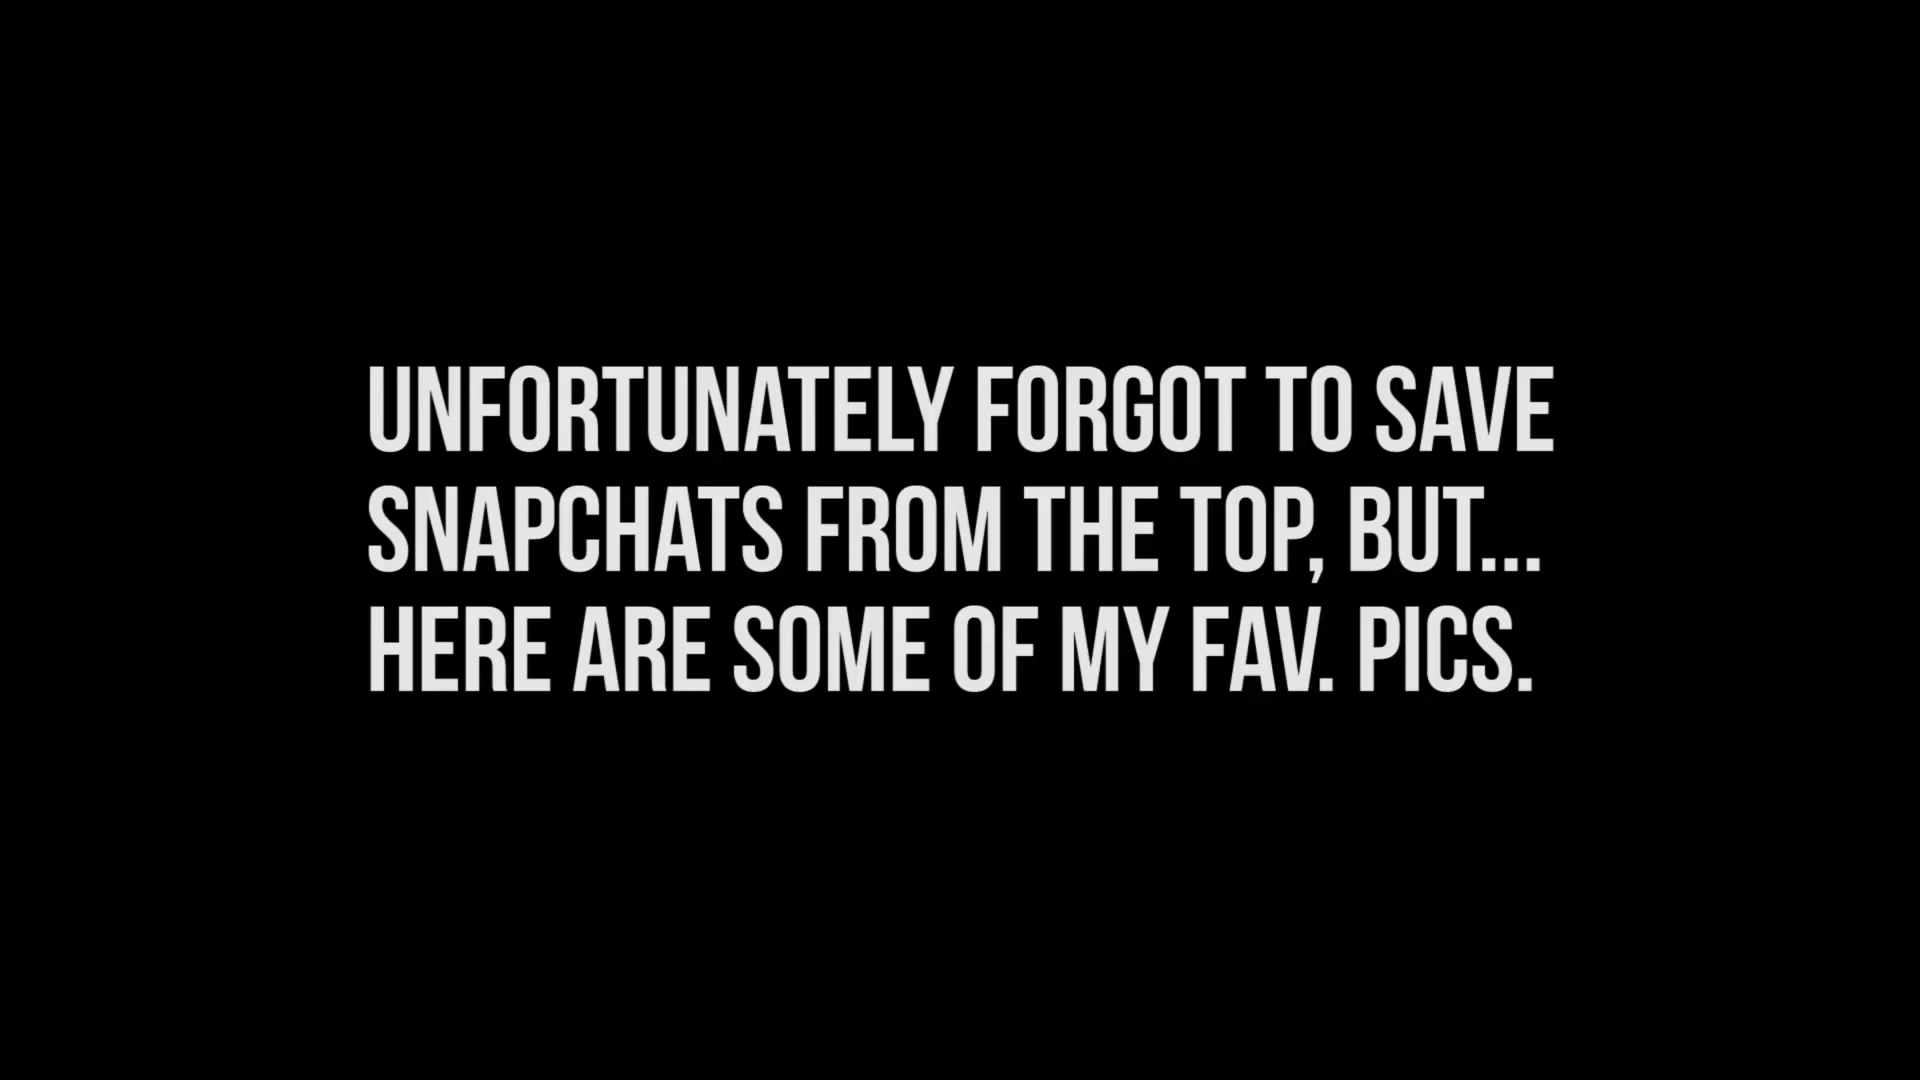 UNFORTUNATELY FORGOT TO SAVE
SNAPCHATS FROM THE TOP, BUT...
HERE ARE SOME OF MY FAV. PICS.